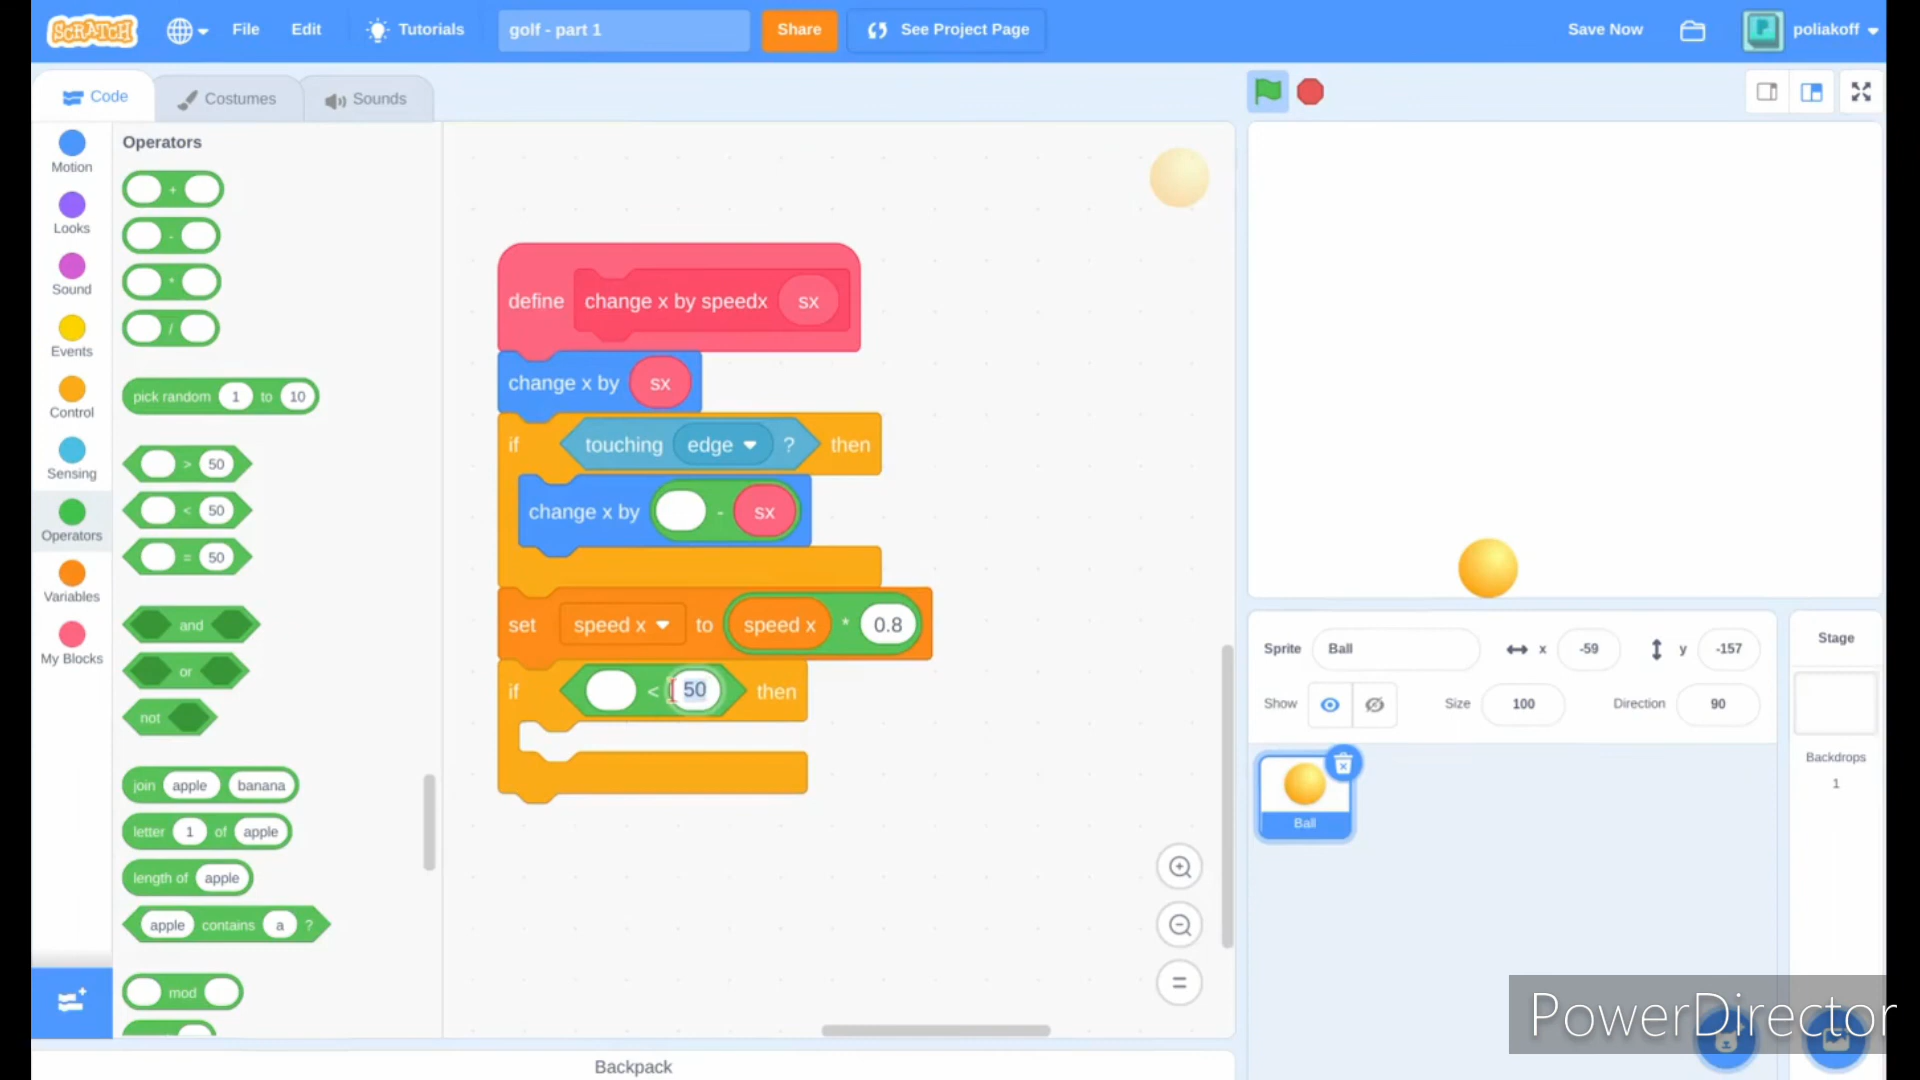 SCRATCH
File
Edit
Tutorials
golf - part 1
Share
See Project Page
Save Now
poliakoff
Code
Costumes
Sounds
Motion
Looks
Sound
Events
Control
Sensing
Operators
Variables
My Blocks
Operators
+
-
*
/
pick random 1 to 10
> 50
< 50
= 50
and
or
not
join apple banana
letter 1 of apple
length of apple
apple contains a ?
mod
define change x by speedx sx
change x by sx
if touching edge ? then
change x by - sx
set speed x to speed x * 0.8
if < 50 then
Backpack
Sprite Ball x -59 y -157
Show Size 100 Direction 90
Ball
Stage
Backdrops
1
PowerDirector